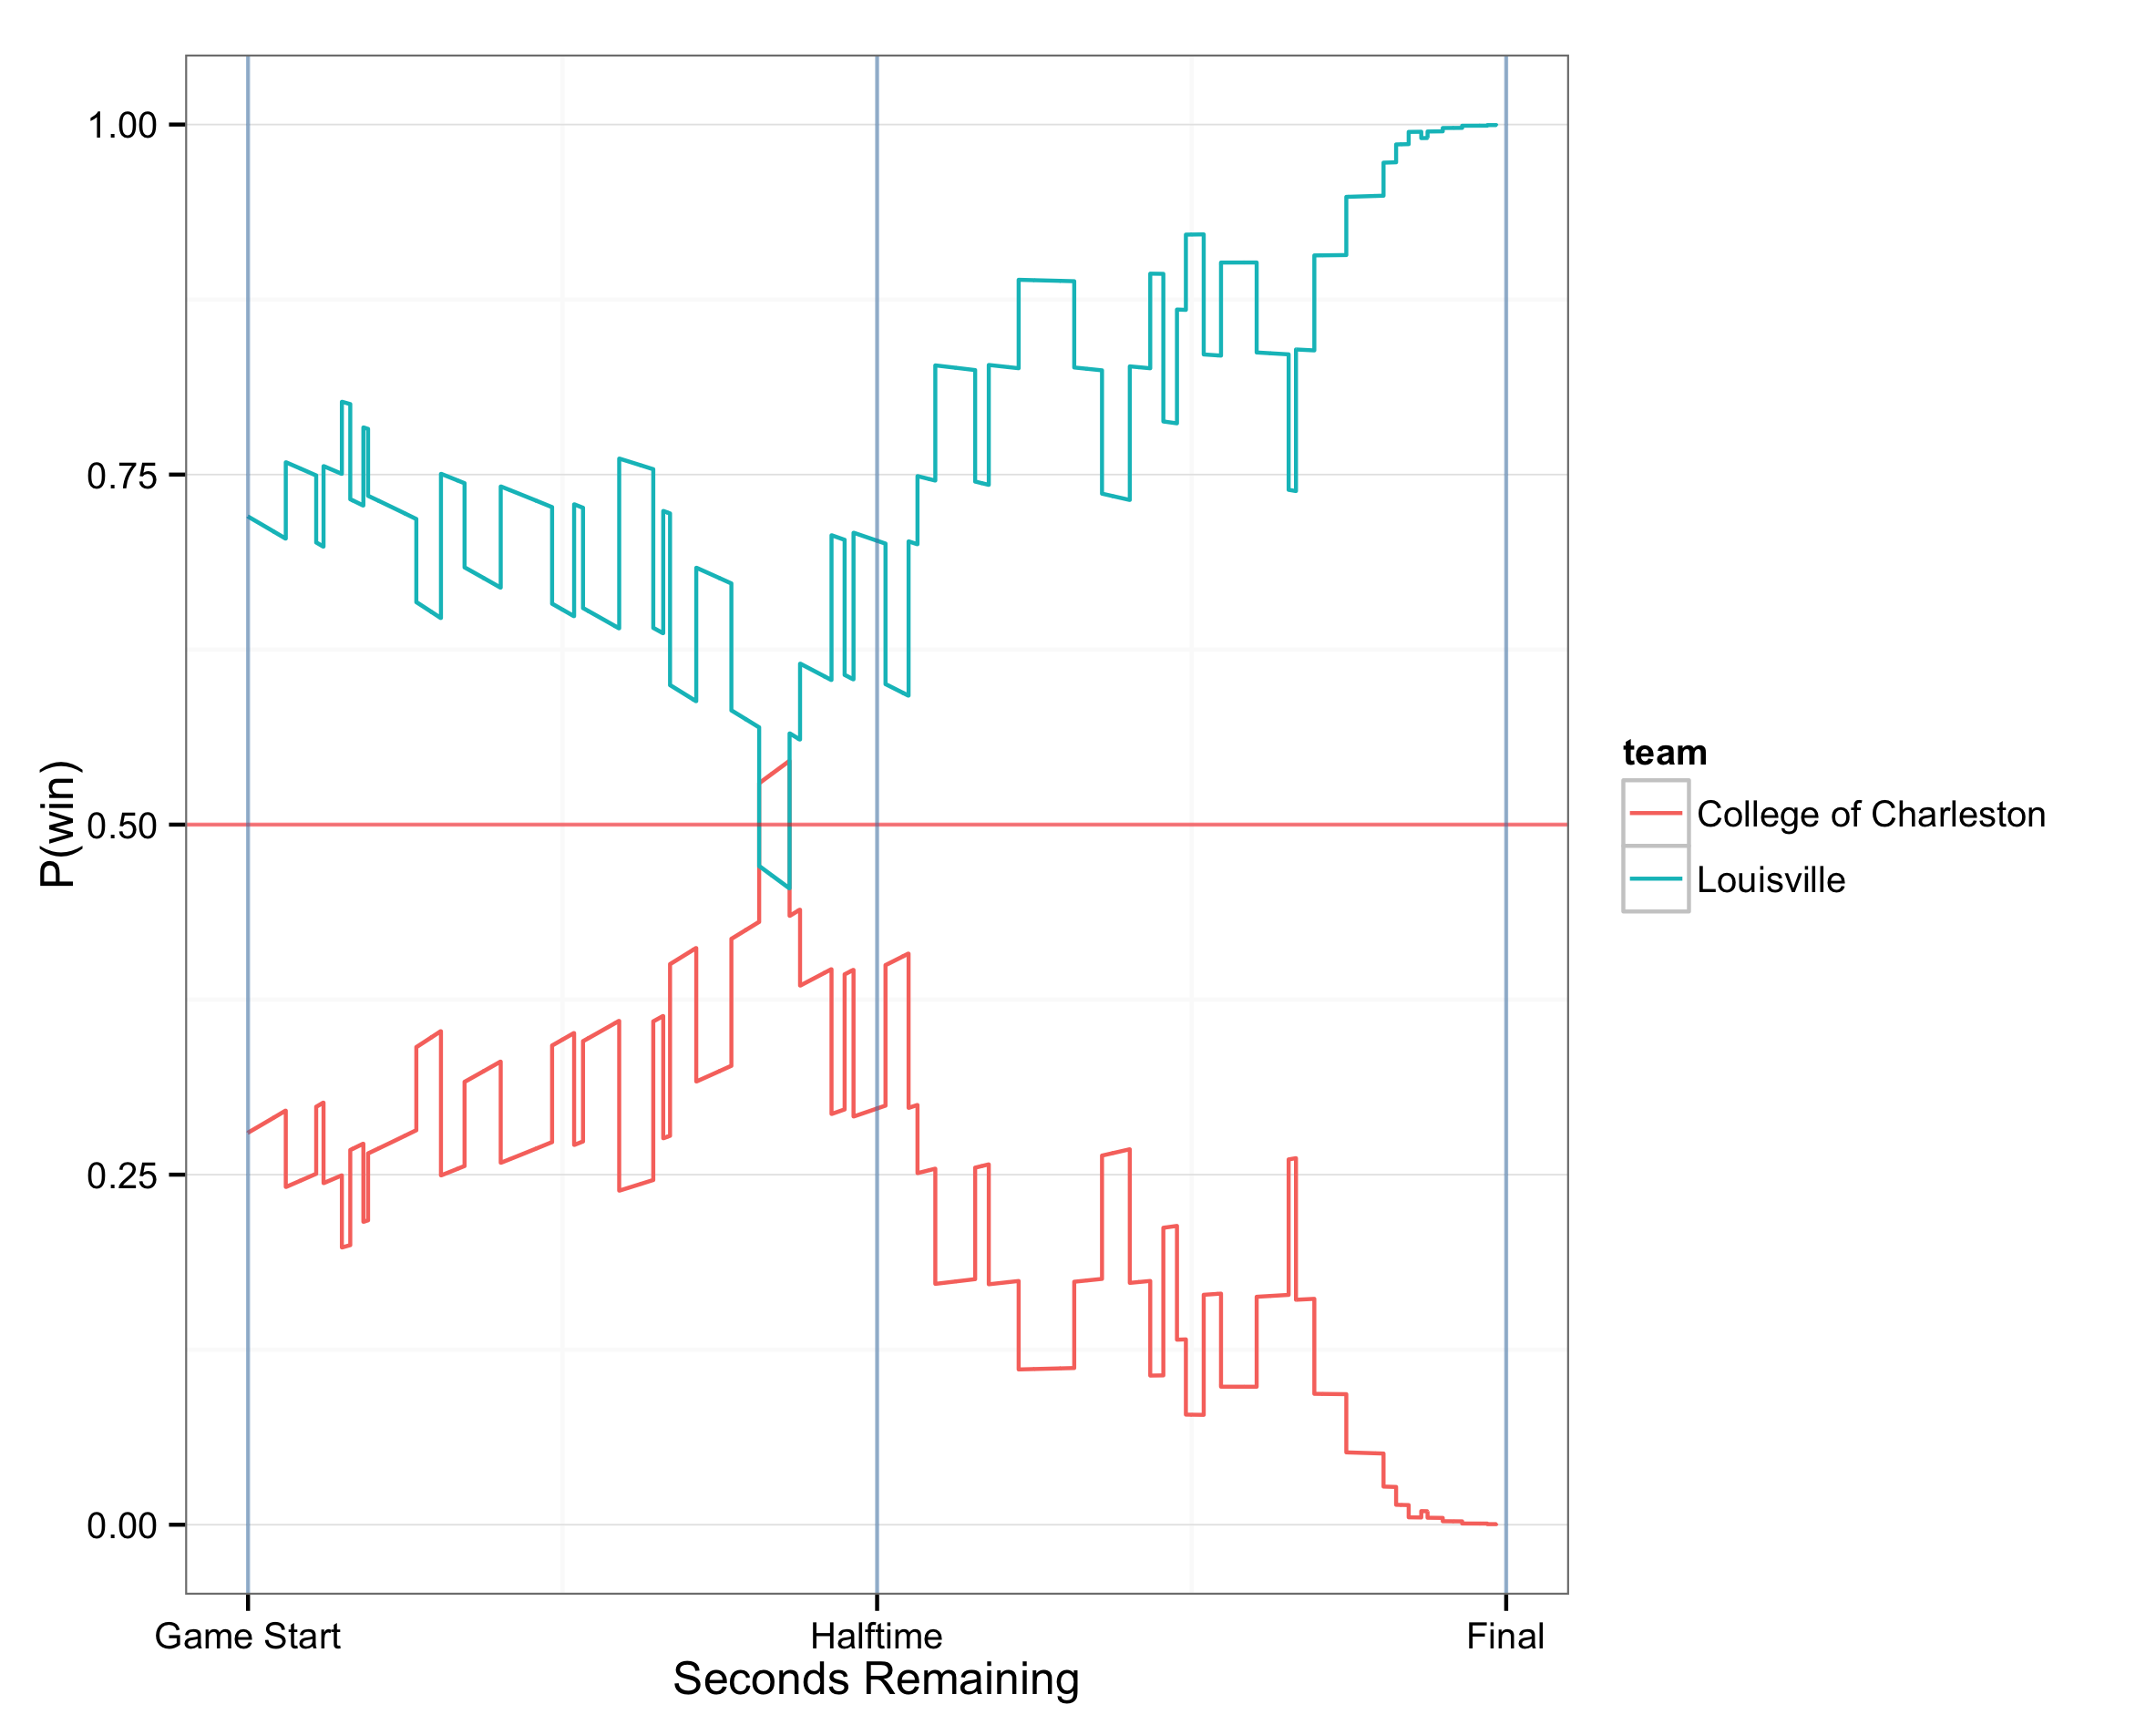 P(win)
1.00
0.75
0.50
0.25
0.00
Game Start
Halftime
Final
Seconds Remaining
team
College of Charleston
Louisville